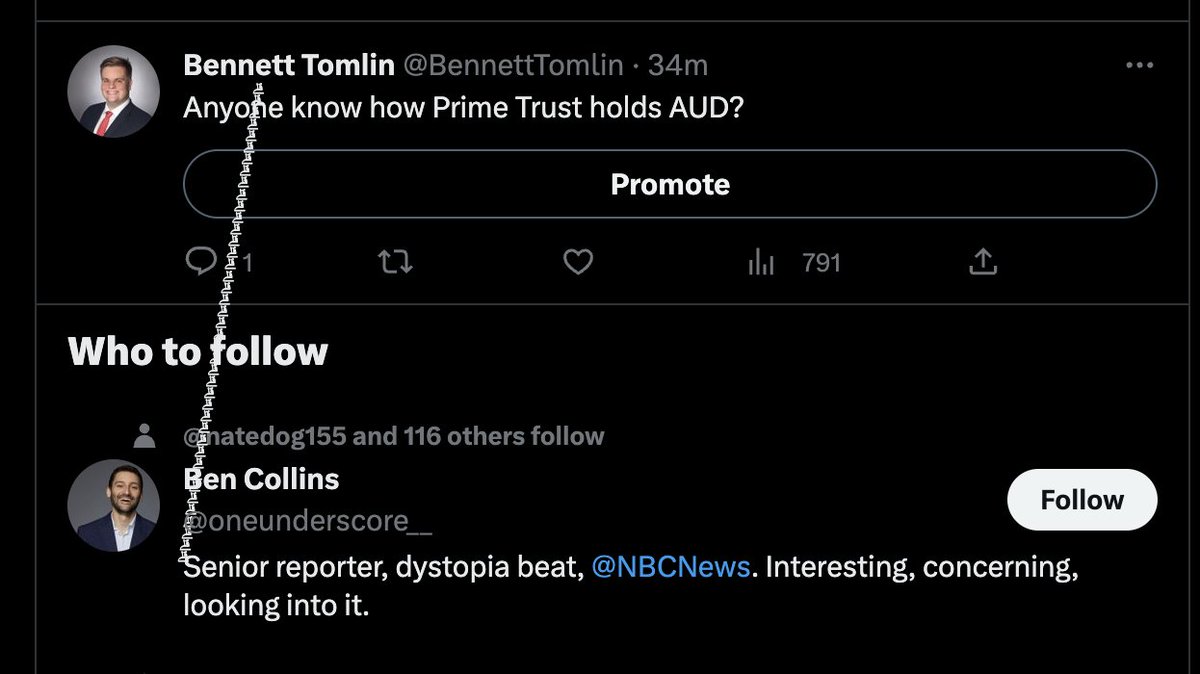 Bennett Tomlin @BennettTomlin · 34m
Anyone know how Prime Trust holds AUD?
Promote
1 791
Who to follow
@natedog155 and 116 others follow
Ben Collins
@oneunderscore__
Follow
Senior reporter, dystopia beat, @NBCNews. Interesting, concerning,
looking into it.